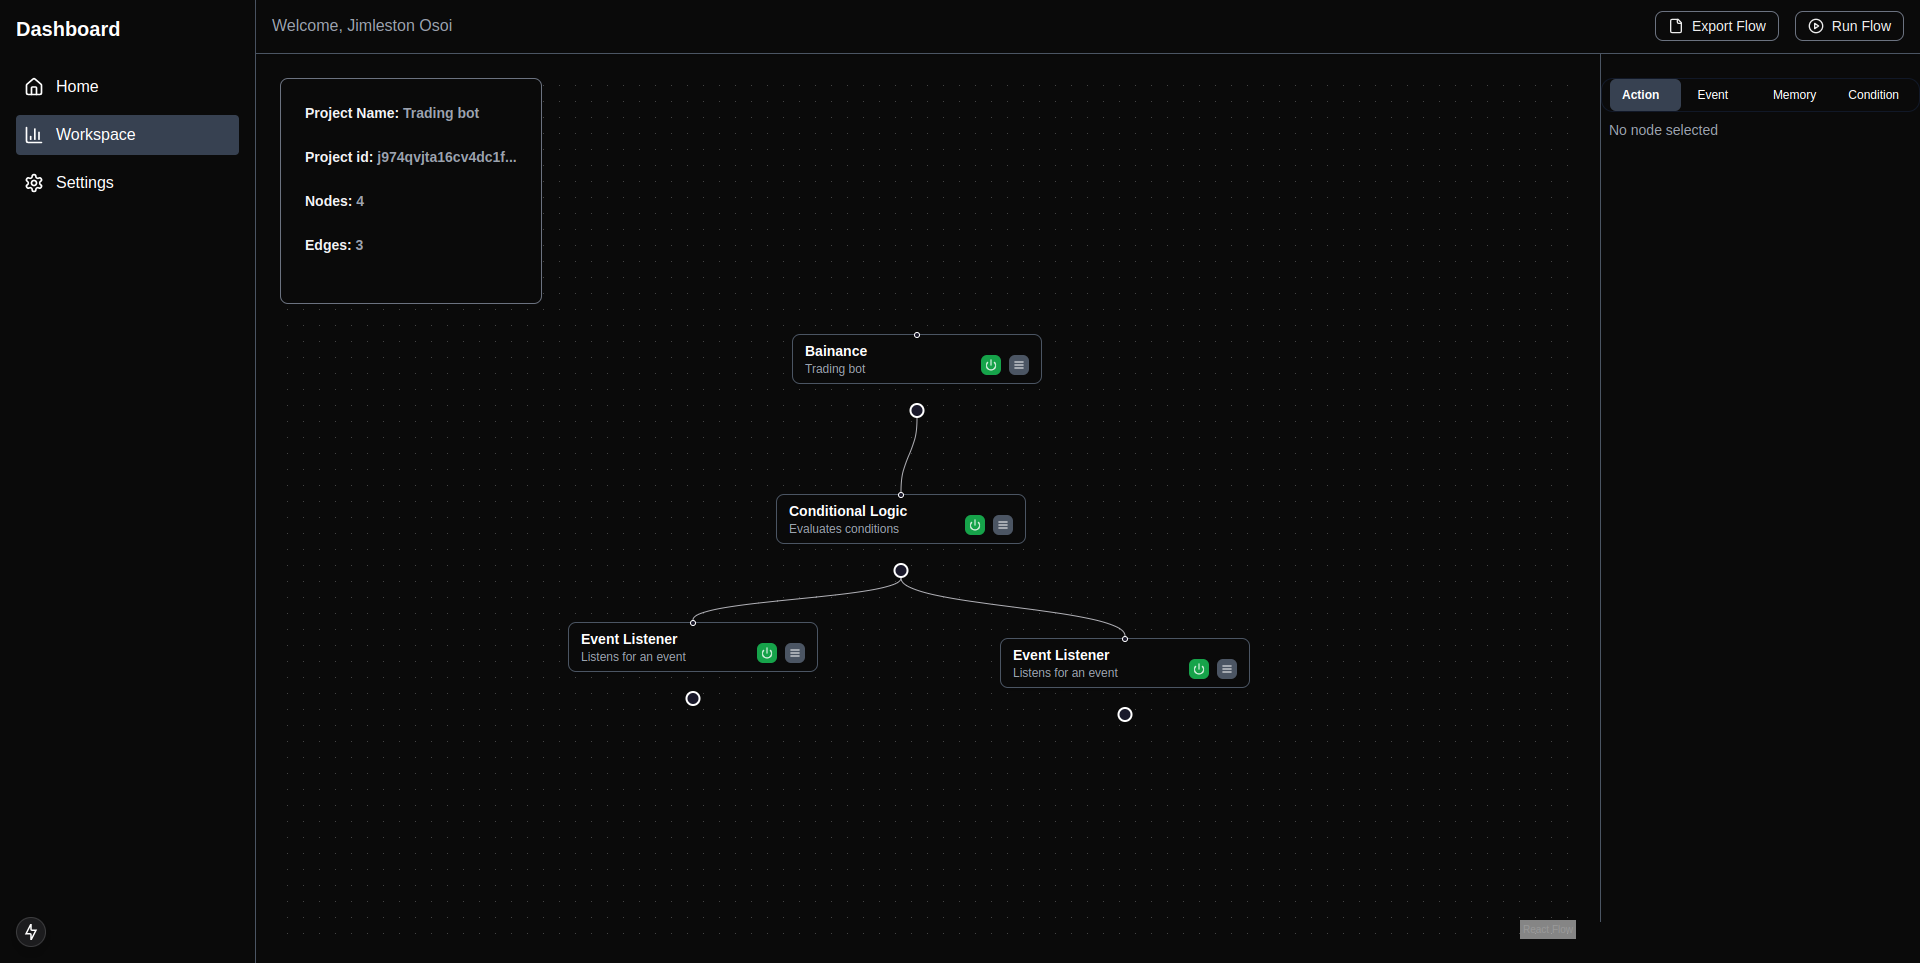 Dashboard
Home
Workspace
Settings
Welcome, Jimleston Osoi
Export Flow
Run Flow
Project Name: Trading bot
Project id: j974qvjta16cv4dc1f...
Nodes: 4
Edges: 3
Bainance
Trading bot
Conditional Logic
Evaluates conditions
Event Listener
Listens for an event
Event Listener
Listens for an event
Action
Event
Memory
Condition
No node selected
React Flow